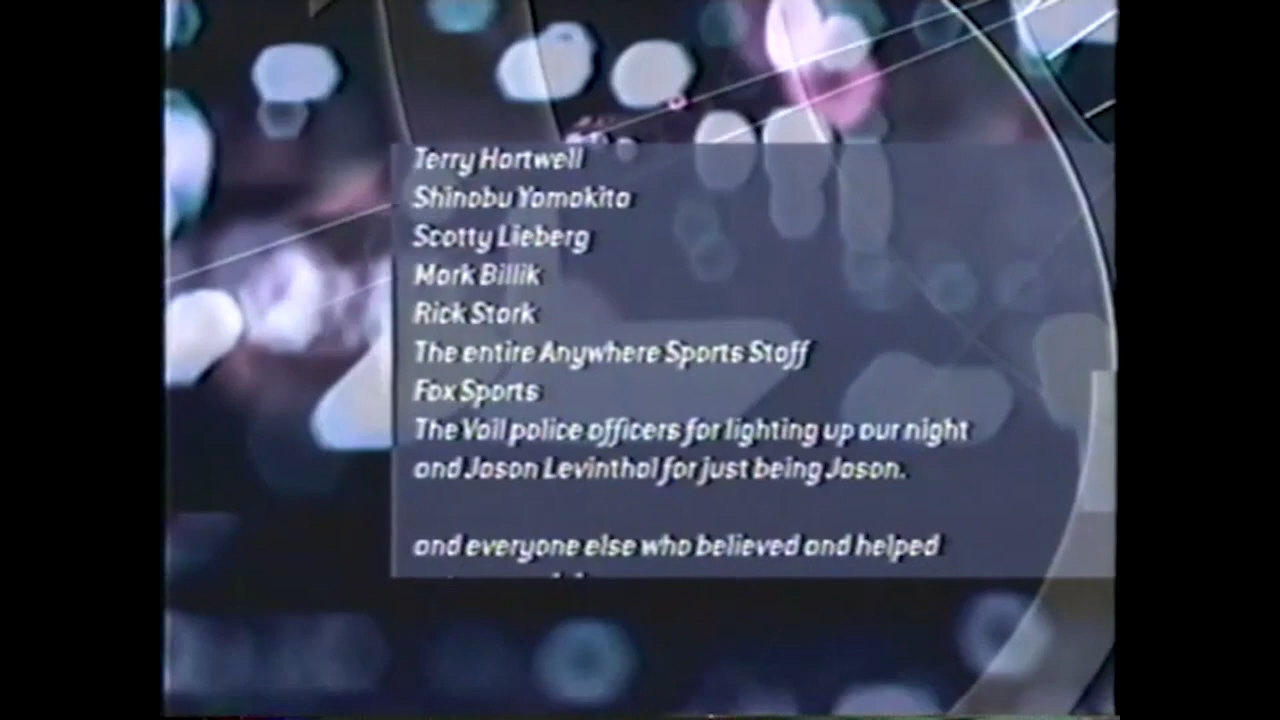 Terry Hartwell
Shinobu Yamakita
Scotty Lieberg
Mark Billik
Rick Stark
The entire Anywhere Sports Staff
Fox Sports
The Vail police officers for lighting up our night
and Jason Levinthal for just being Jason.
and everyone else who believed and helped